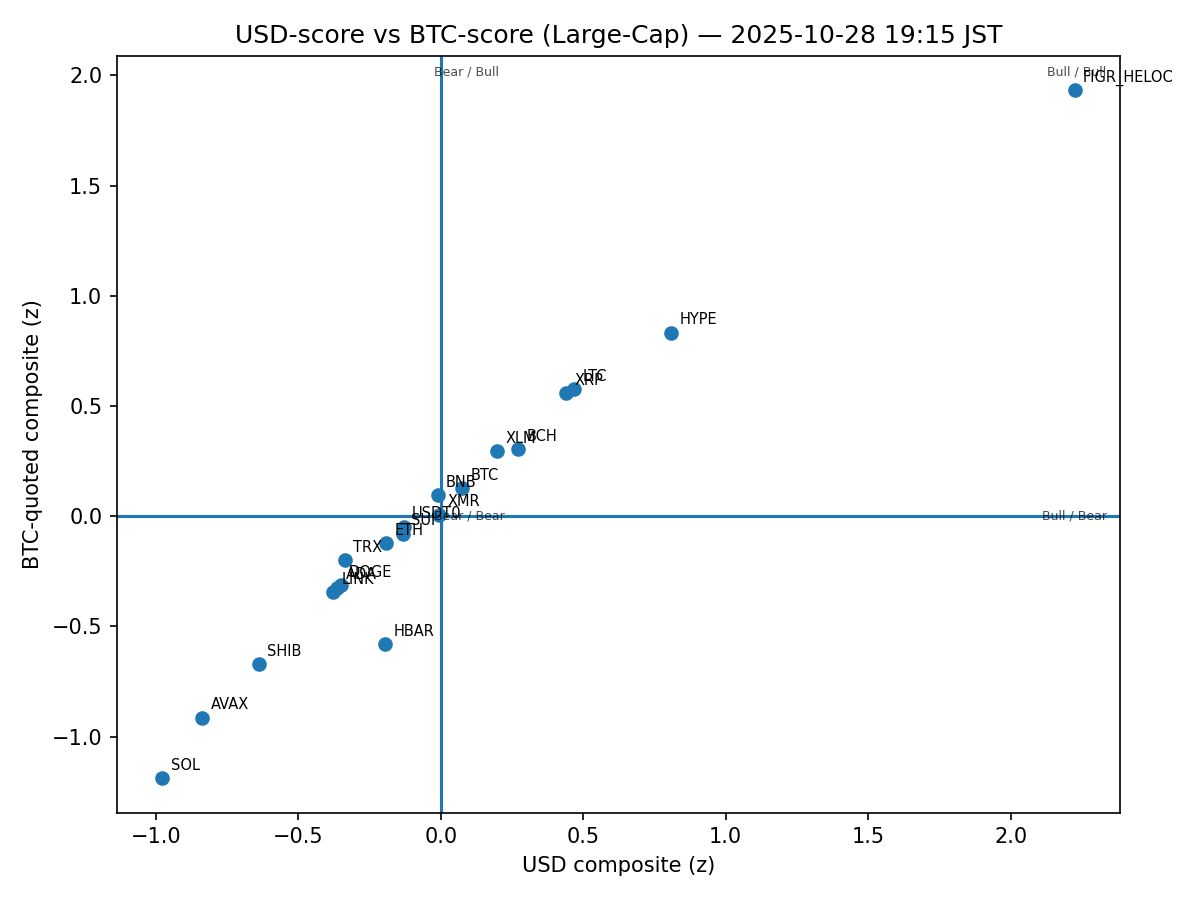 USD-score vs BTC-score (Large-Cap) — 2025-10-28 19:15 JST
2.0
Bear / Bull
Bull / Bull
FIGR_HELOC
1.5
1.0
HYPE
LTC
XRP
0.5
XLM
BCH
BTC
BNB
XMR
0.0
USDT0
SUI
Bear / Bear
Bull / Bear
ETH
TRX
DOGE
ADA
LINK
−0.5
HBAR
SHIB
AVAX
−1.0
SOL
BTC-quoted composite (z)
−1.0
−0.5
0.0
0.5
1.0
1.5
2.0
USD composite (z)